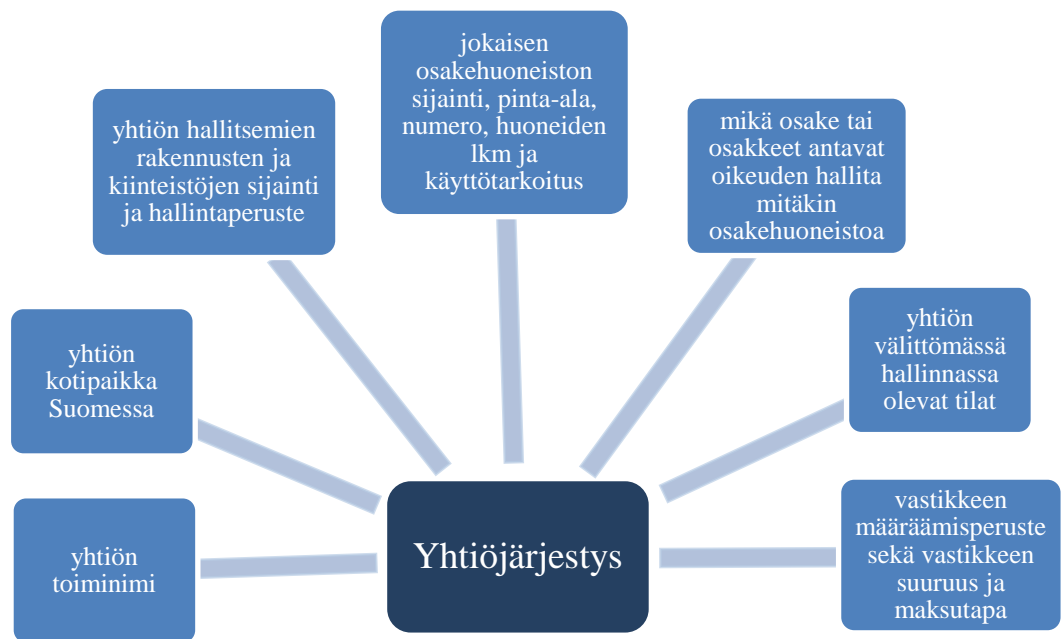 jokaisen
osakehuoneiston
sijainti, pinta-ala,
numero, huoneiden
lkm ja
käyttötarkoitus
yhtiön hallitsemien
rakennusten ja
kiinteistöjen sijainti
ja hallintaperuste
mikä osake tai
osakkeet antavat
oikeuden hallita
mitäkin
osakehuoneistoa
yhtiön
kotipaikka
Suomessa
yhtiön
välittömässä
hallinnassa
olevat tilat
yhtiön
toiminimi
Yhtiöjärjestys
vastikkeen
määräämisperuste
sekä vastikkeen
suuruus ja
maksutapa